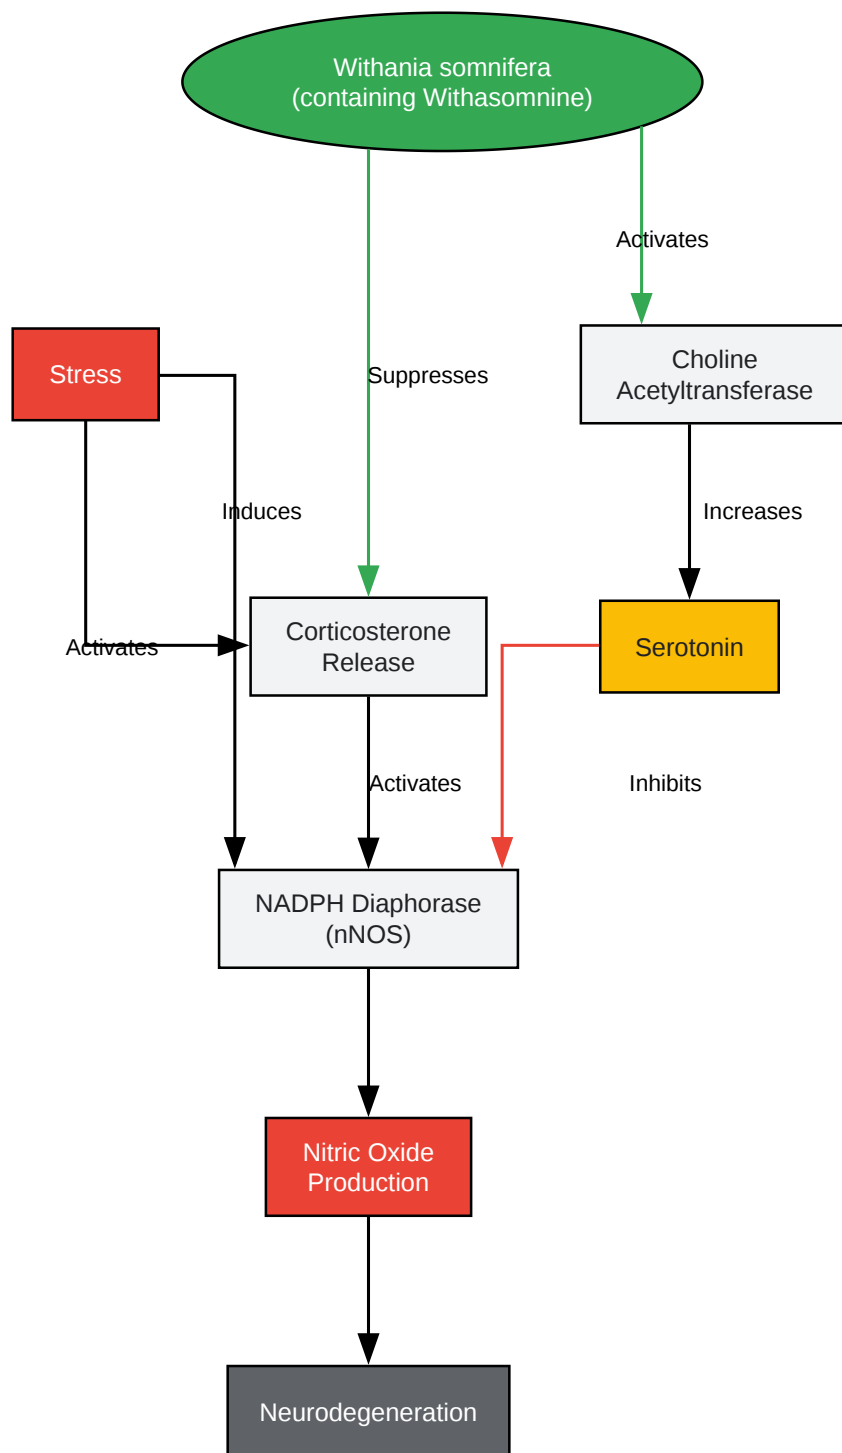 Withania somnifera
(containing Withasomnine)
Activates
Stress
Suppresses
Choline
Acetyltransferase
Induces
Increases
Activates
Corticosterone
Release
Serotonin
Activates
Inhibits
NADPH Diaphorase
(nNOS)
Nitric Oxide
Production
Neurodegeneration